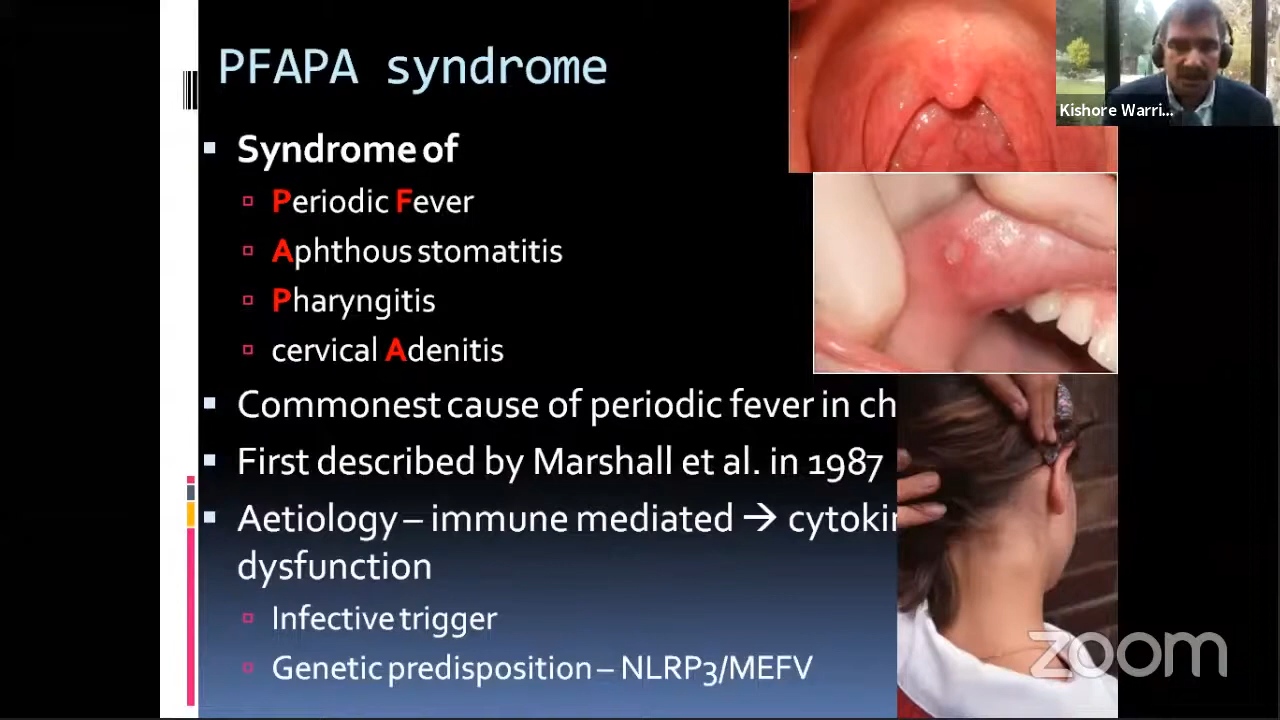 PFAPA syndrome
Kishore Warri...
Syndrome of
Periodic Fever
Aphthous stomatitis
Pharyngitis
cervical Adenitis
Commonest cause of periodic fever in ch
First described by Marshall et al. in 1987
Aetiology – immune mediated → cytokin
dysfunction
Infective trigger
Genetic predisposition – NLRP3/MEFV
zoom